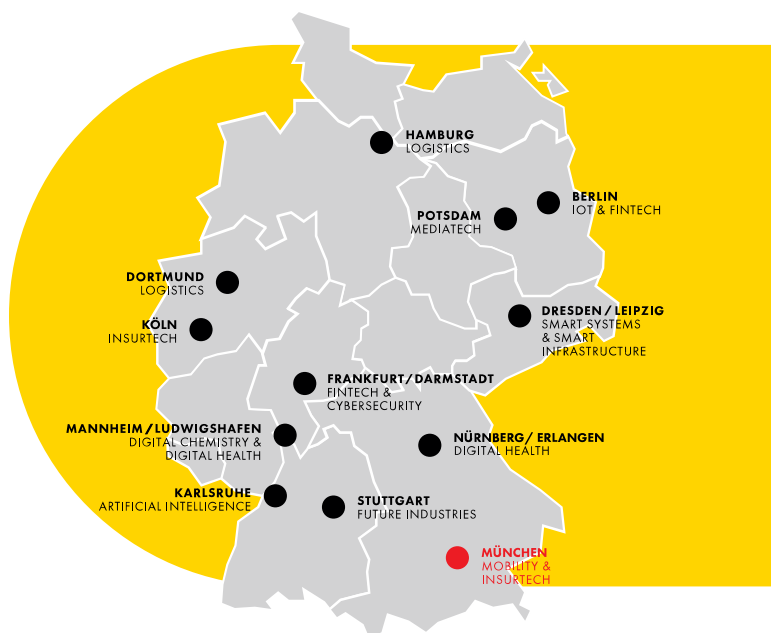 HAMBURG
LOGISTICS
BERLIN
IOT & FINTECH
POTSDAM
MEDIATECH
DORTMUND
LOGISTICS
DRESDEN / LEIPZIG
SMART SYSTEMS
& SMART
INFRASTRUCTURE
KÖLN
INSURTECH
FRANKFURT/DARMSTADT
FINTECH &
CYBERSECURITY
MANNHEIM/LUDWIGSHAFEN
DIGITAL CHEMISTRY &
DIGITAL HEALTH
NÜRNBERG/ ERLANGEN
DIGITAL HEALTH
KARLSRUHE
ARTIFICIAL INTELLIGENCE
STUTTGART
FUTURE INDUSTRIES
MÜNCHEN
MOBILITY &
INSURTECH